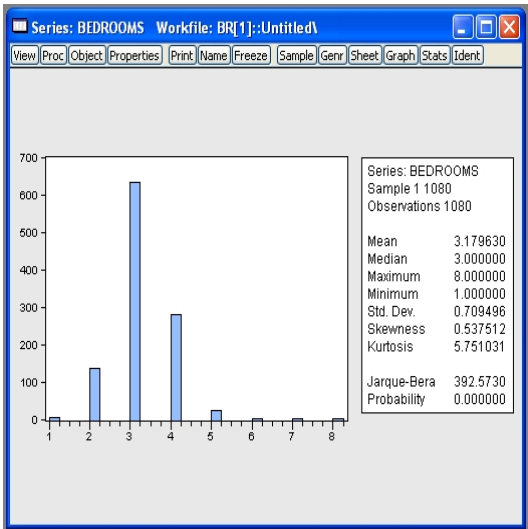 Series: BEDROOMS Workfile: BR[1]::Untitled\
View Proc Object Properties Print Name Freeze Sample Genr Sheet Graph Stats Ident
700
600
500
400
300
200
100
0
1 2 3 4 5 6 7 8
Series: BEDROOMS
Sample 1 1080
Observations 1080
Mean 3.179630
Median 3.000000
Maximum 8.000000
Minimum 1.000000
Std. Dev. 0.709496
Skewness 0.537512
Kurtosis 5.751031
Jarque-Bera 392.5730
Probability 0.000000